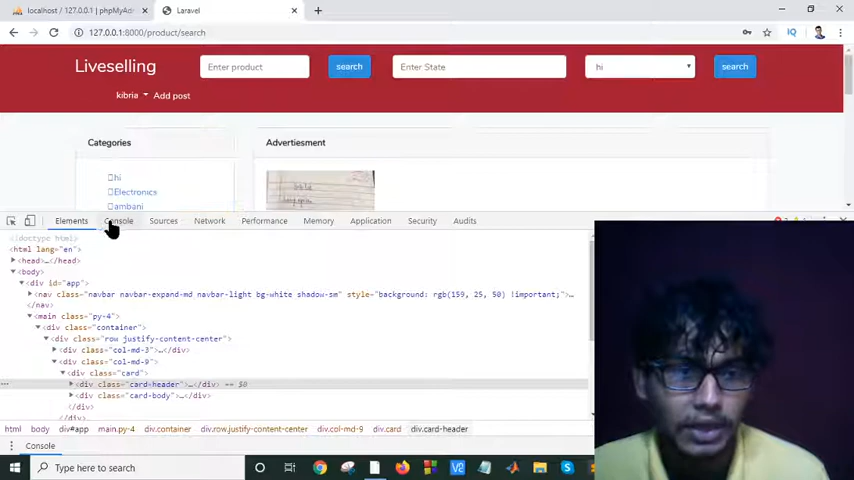 localhost / 127.0.0.1 | phpMyAd
Laravel
127.0.0.1:8000/product/search
Liveselling
Enter product
search
Enter State
hi
search
kibria
Add post
Categories
Advertiesment
hi
Electronics
ambani
Elements Console Sources Network Performance Memory Application Security Audits
<!doctype html>
<html lang="en">
<head>…</head>
<body>
<div id="app">
<nav class="navbar navbar-expand-md navbar-light bg-white shadow-sm" style="background: rgb(159, 25, 50) !important;">…
</nav>
<main class="py-4">
<div class="container">
<div class="row justify-content-center">
<div class="col-md-3">…</div>
<div class="col-md-9">
<div class="card">
<div class="card-header">…</div> == $0
<div class="card-body">…</div>
</div>
</div>
html body div#app main.py-4 div.container div.row.justify-content-center div.col-md-9 div.card div.card-header
Console
Type here to search